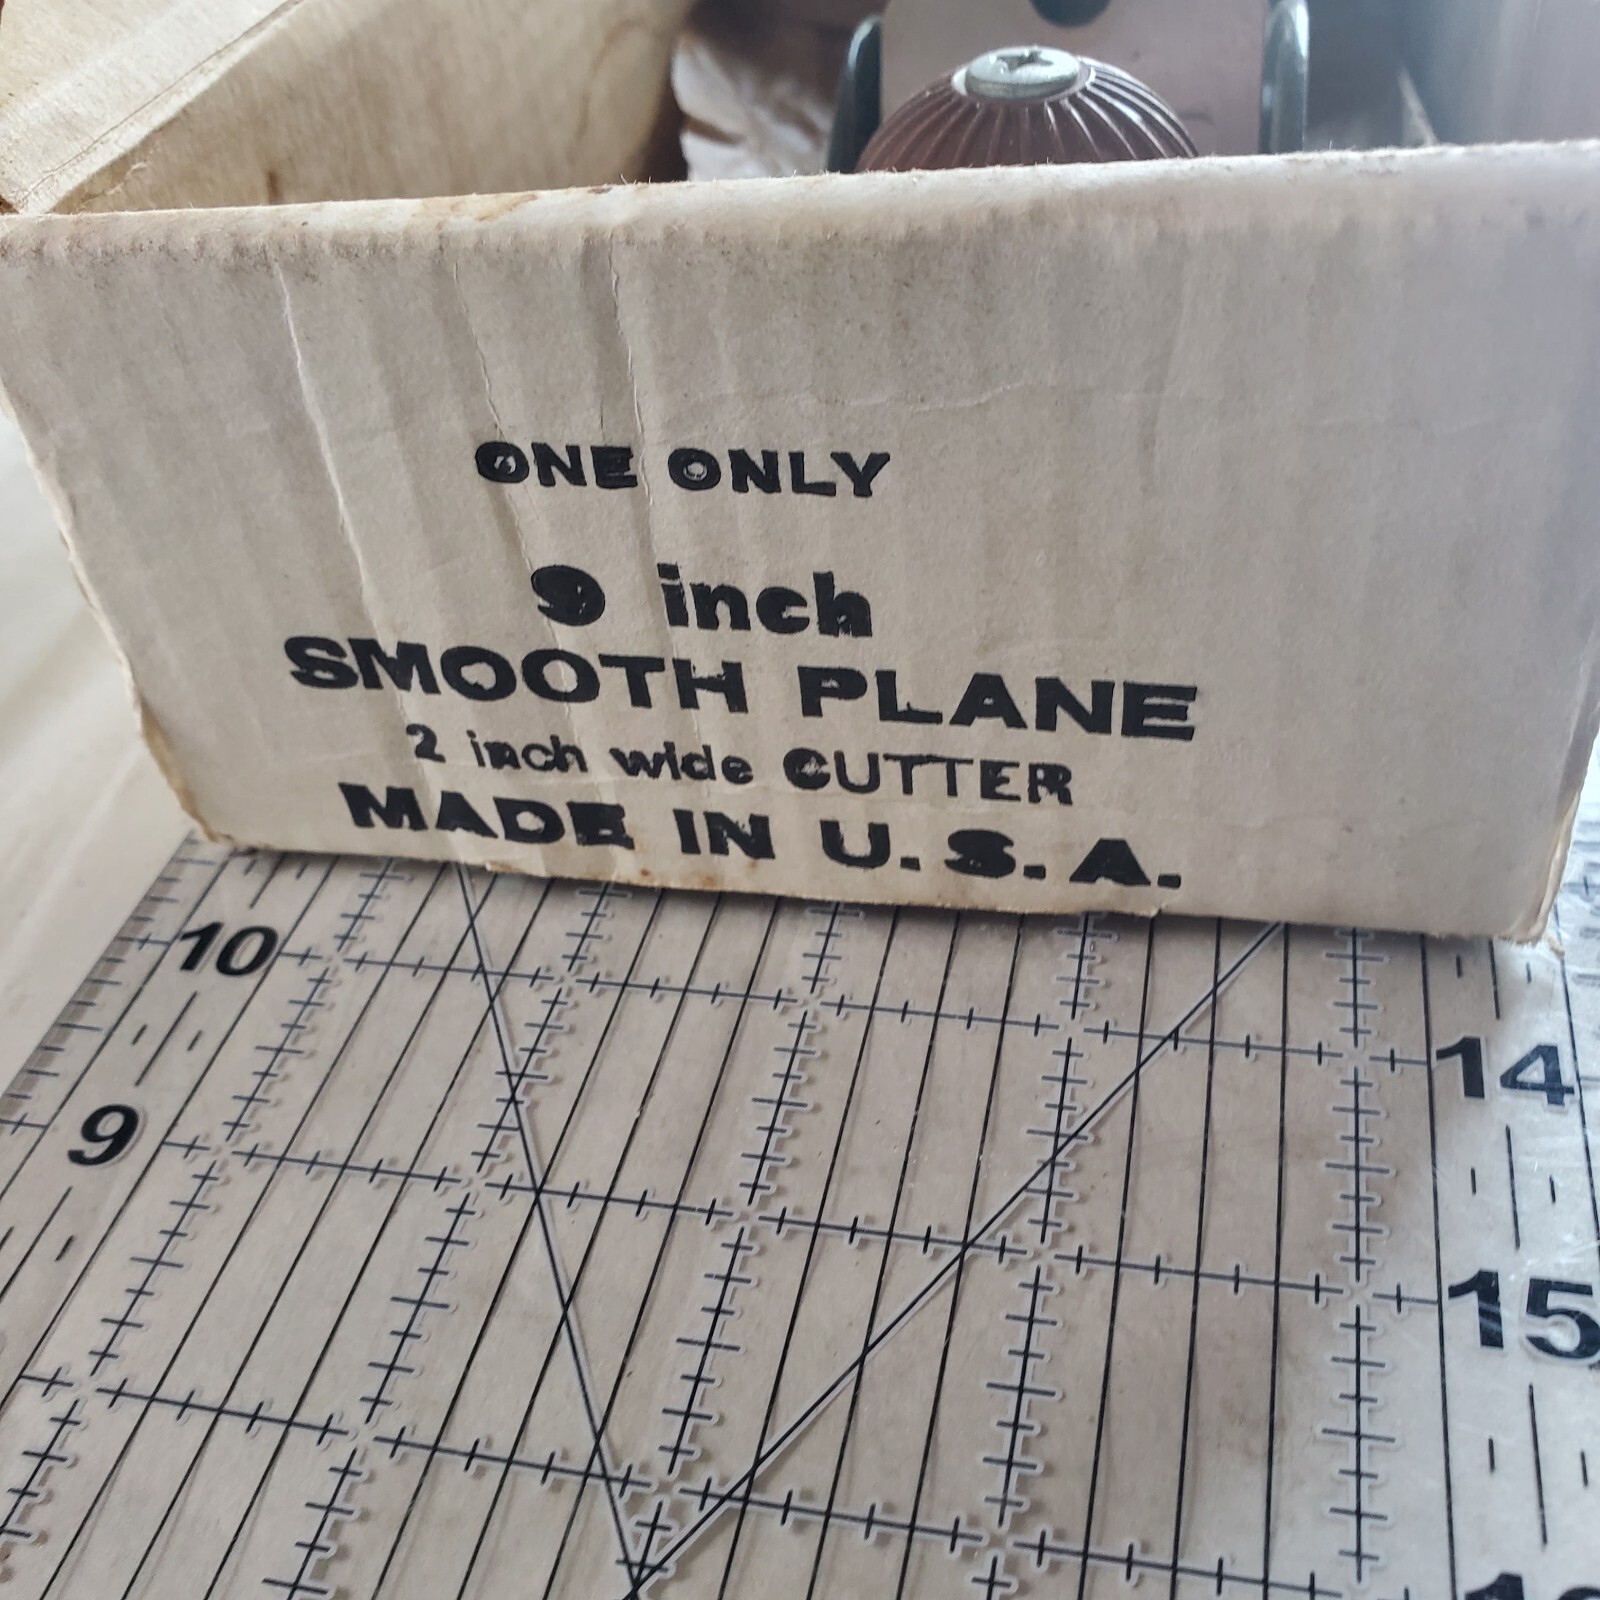 ONE ONLY
9 inch
SMOOTH PLANE
2 inch wide CUTTER
MADE IN U.S.A.
10
9
14
15